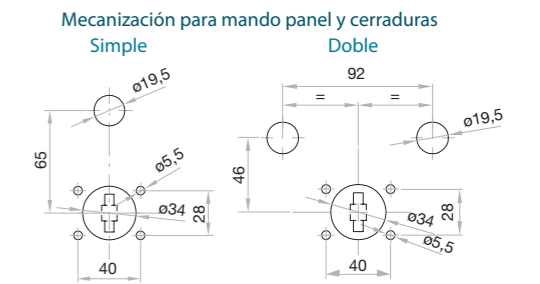 Mecanización para mando panel y cerraduras
Simple
Doble
92
= =
ø19,5
ø19,5
65
46
ø5,5
ø34
28
ø34
28
ø5,5
40
40